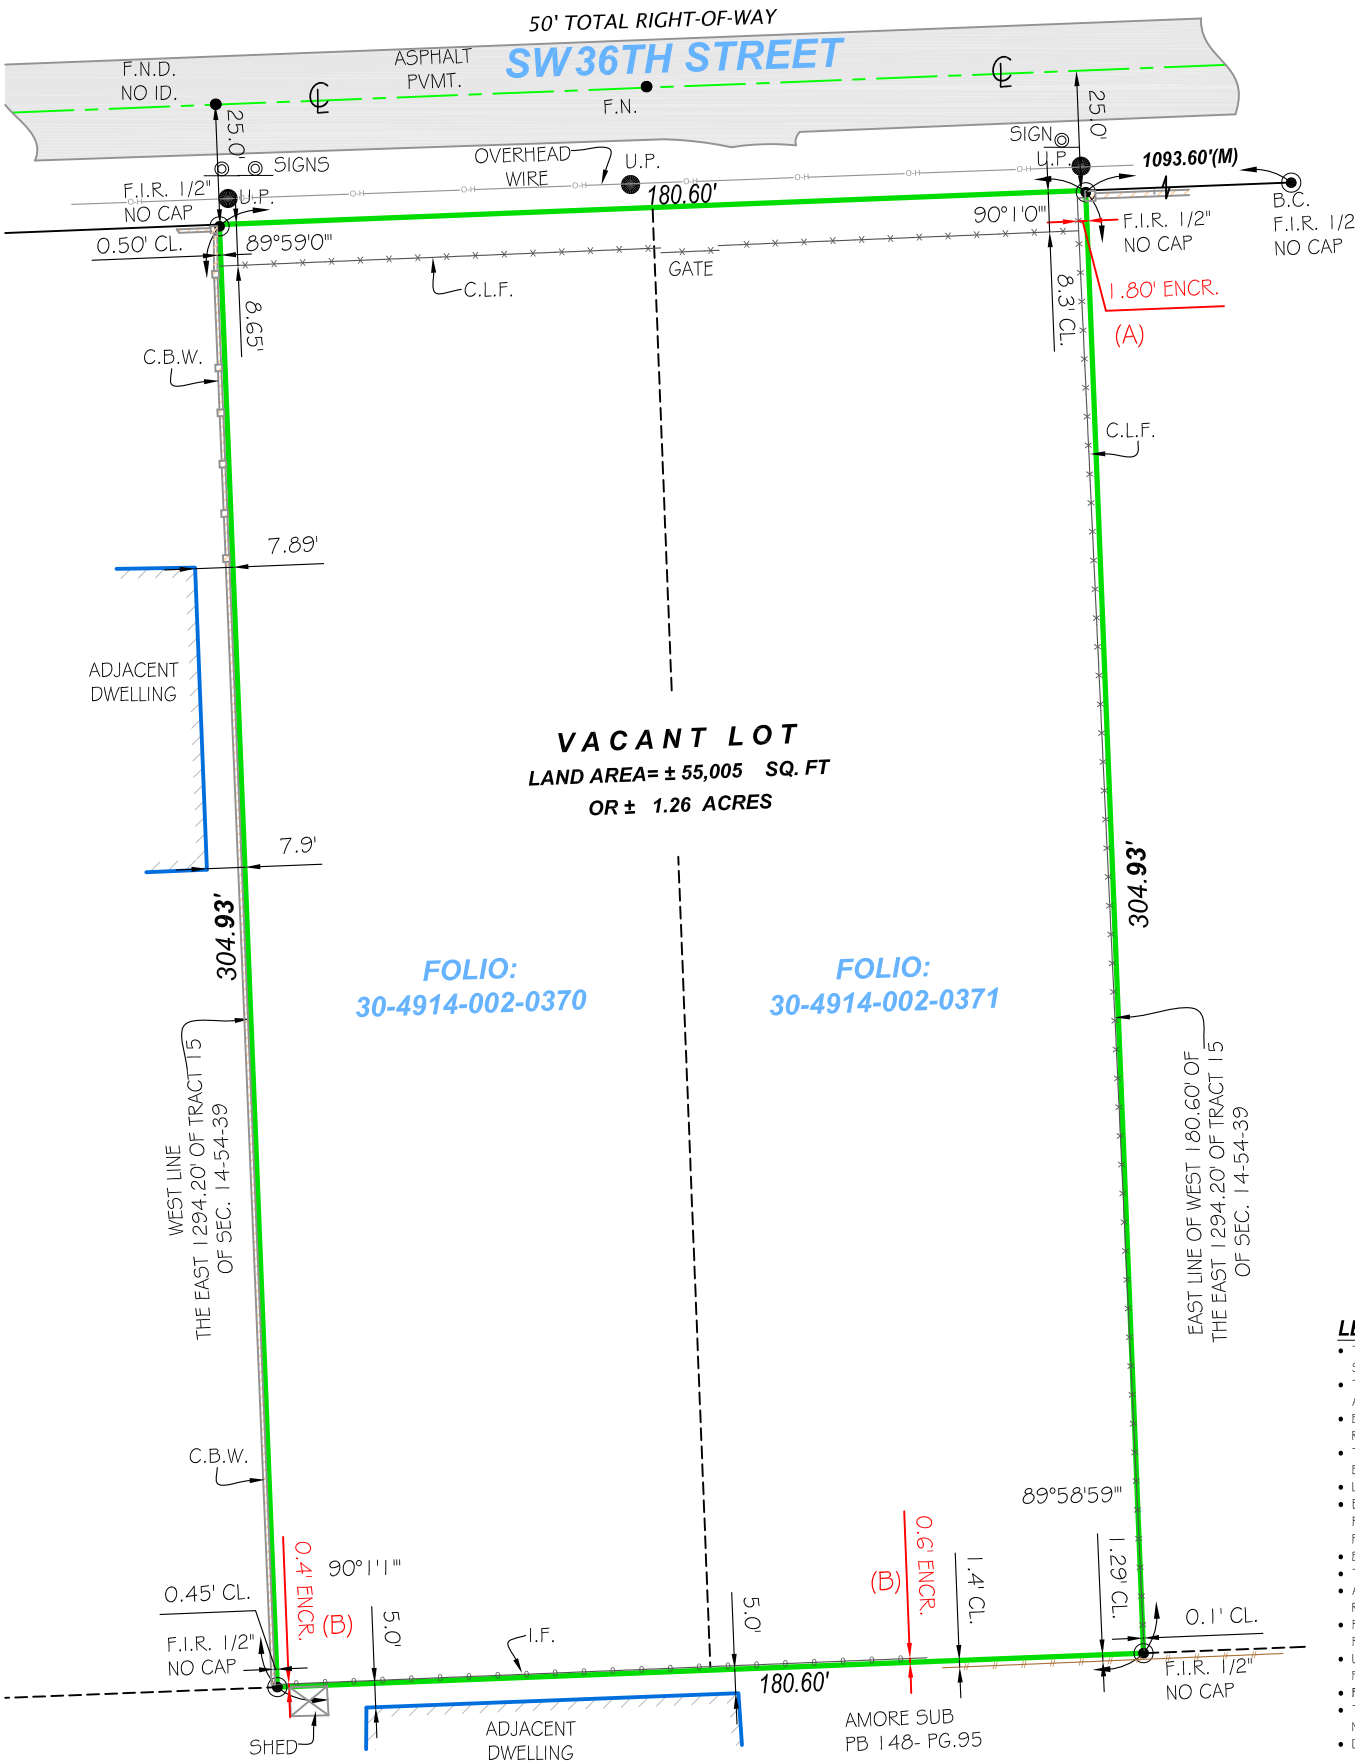 50' TOTAL RIGHT-OF-WAY
SW 36TH STREET
ASPHALT
PVMT.
F.N.D.
NO ID.
F.N.
25.0'
25.0'
SIGNS
SIGN
OVERHEAD
WIRE
U.P.
U.P.
U.P.
1093.60'(M)
F.I.R. 1/2"
NO CAP
180.60'
B.C.
F.I.R. 1/2
NO CAP
F.I.R. 1/2"
NO CAP
0.50' CL.
89°59'0"'
90°1'0"'
GATE
C.L.F.
8.65'
8.3' CL.
1.80' ENCR.
(A)
C.B.W.
C.L.F.
7.89'
ADJACENT
DWELLING
VACANT LOT
LAND AREA= ± 55,005 SQ. FT
OR ± 1.26 ACRES
7.9'
304.93'
304.93'
FOLIO:
30-4914-002-0370
FOLIO:
30-4914-002-0371
WEST LINE
THE EAST 1294.20' OF TRACT 15
OF SEC. 14-54-39
EAST LINE OF WEST 180.60' OF
THE EAST 1294.20' OF TRACT 15
OF SEC. 14-54-39
C.B.W.
89°58'59"'
0.4' ENCR.
(B)
90°1'1"'
0.6' ENCR.
(B)
1.4' CL.
1.29' CL.
0.45' CL.
5.0'
5.0'
0.1' CL.
F.I.R. 1/2"
NO CAP
I.F.
180.60'
F.I.R. 1/2"
NO CAP
SHED
ADJACENT
DWELLING
AMORE SUB
PB 148- PG.95